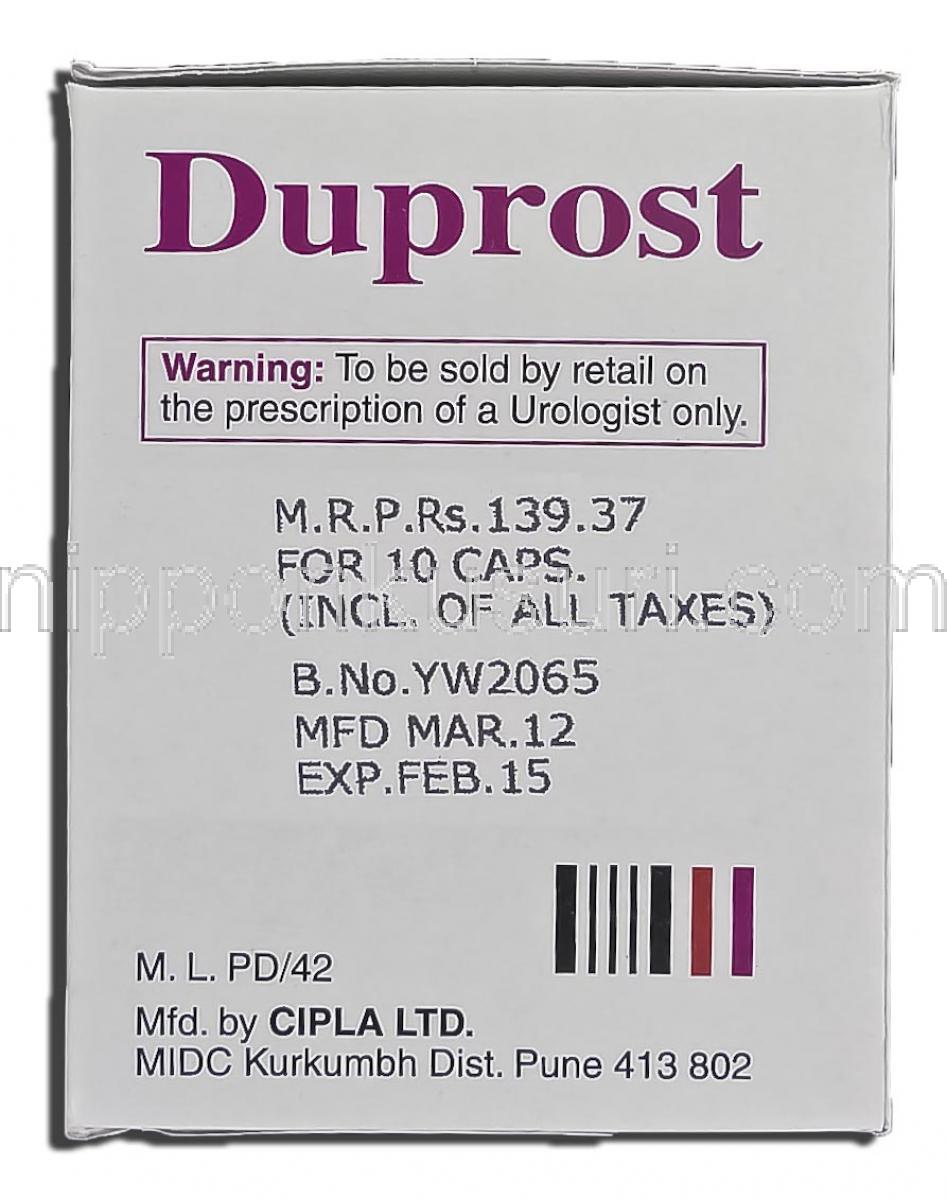 Duprost
Warning: To be sold by retail on
the prescription of a Urologist only.
M.R.P.Rs.139.37
FOR 10 CAPS.
nipponkusuri.com
(INCL. OF ALL TAXES)
B.No.YW2065
MFD MAR.12
EXP.FEB.15
M. L. PD/42
Mfd. by CIPLA LTD.
MIDC Kurkumbh Dist. Pune 413 802